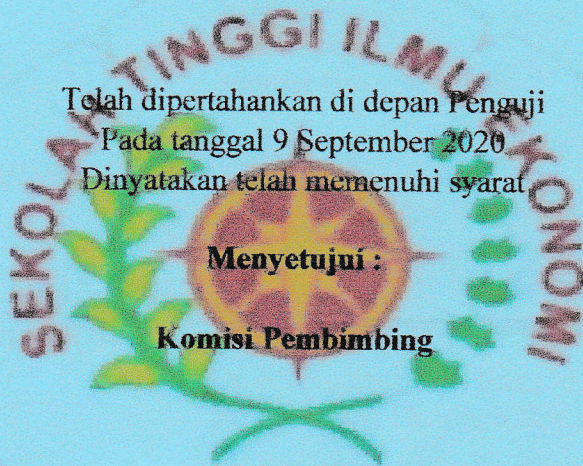 SEKOLAH TINGGI ILMU EKONOMI
Telah dipertahankan di depan Penguji
Pada tanggal 9 September 2020
Dinyatakan telah memenuhi syarat
Menyetujui :
Komisi Pembimbing